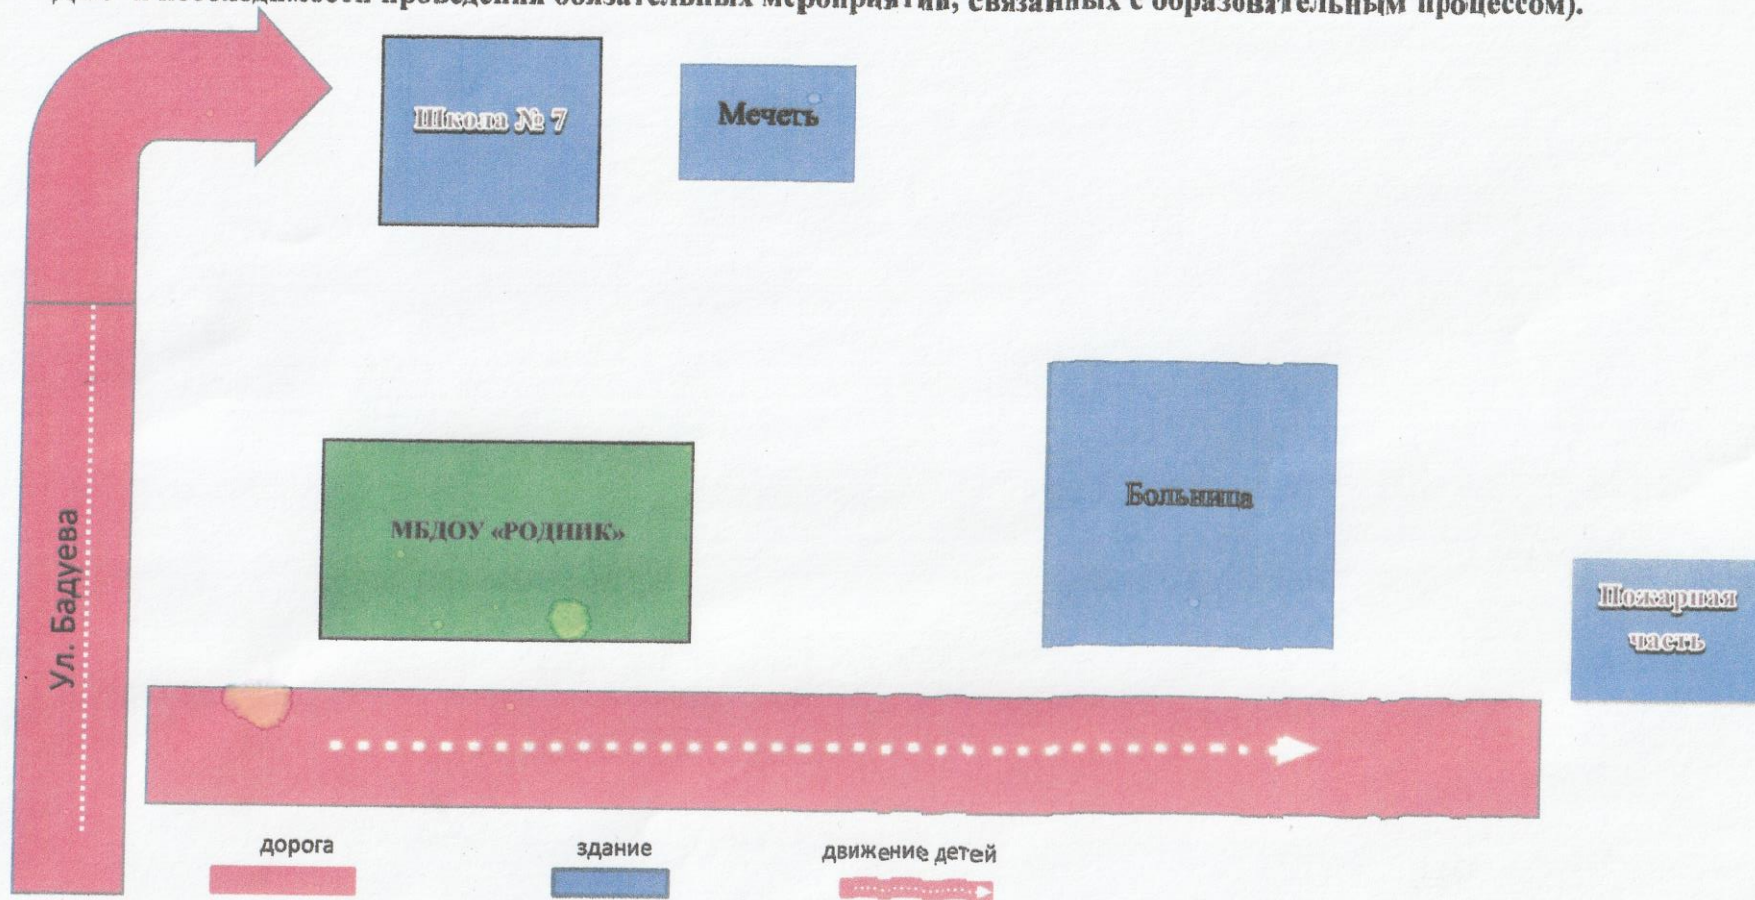 необходимости проведения обязательных мероприятий, связанных с образовательным процессом).
Школа № 7
Мечеть
Больница
МБДОУ «РОДНИК»
Пожарная
часть
Ул. Бадуева
дорога
здание
движение детей